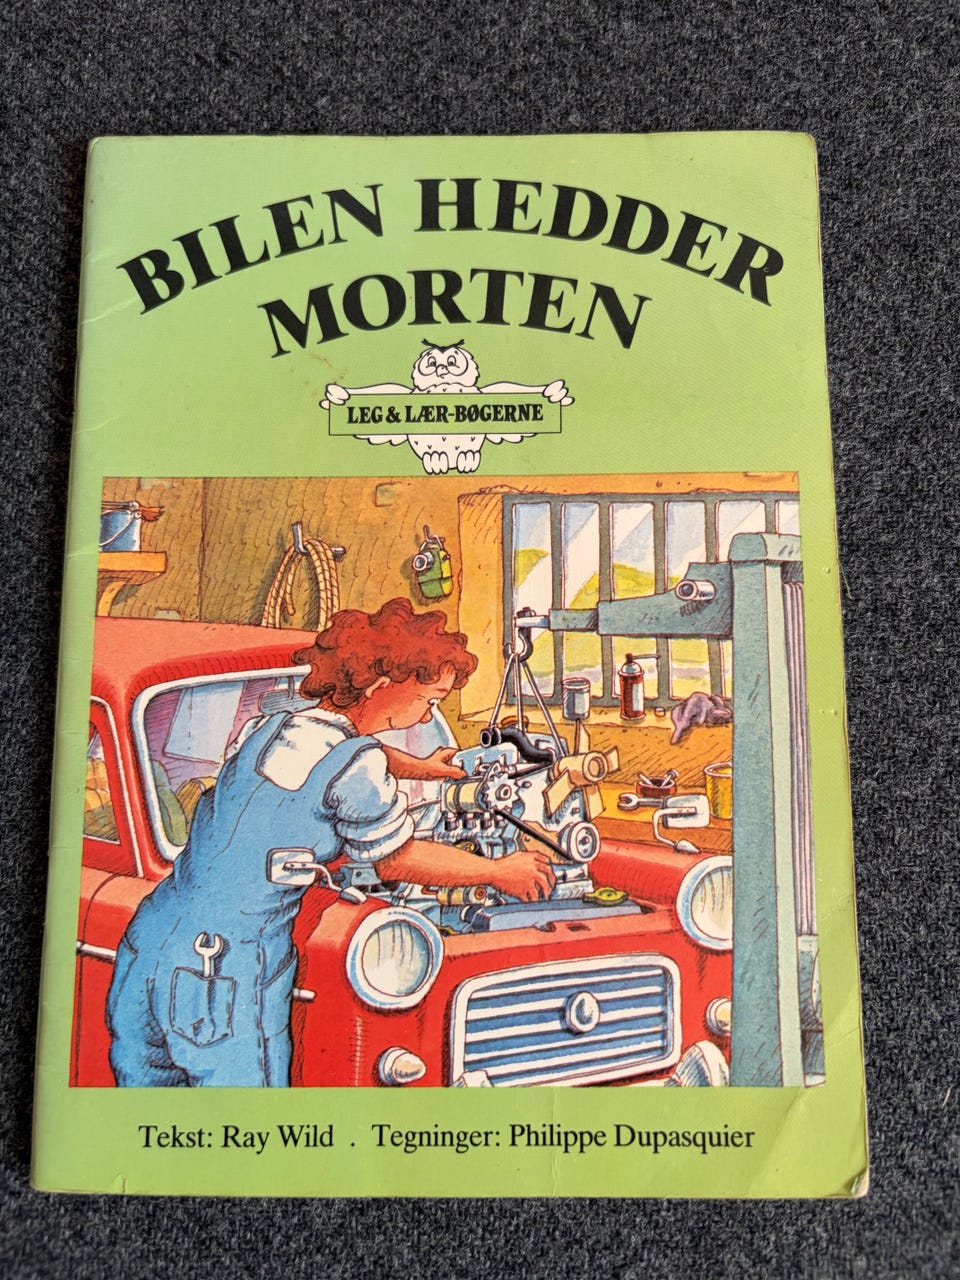 BILEN HEDDER
MORTEN
LEG & LÆR-BØGERNE
Tekst: Ray Wild . Tegninger: Philippe Dupasquier